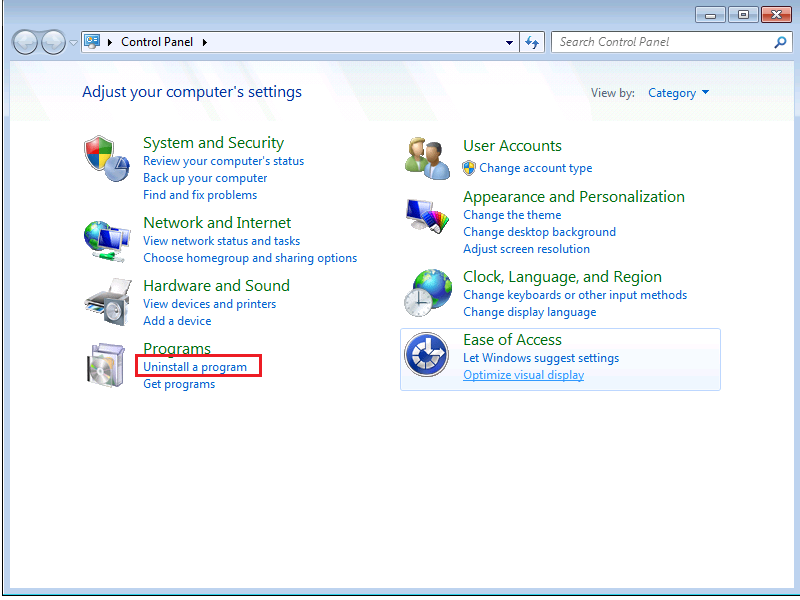 Control Panel
Search Control Panel
Adjust your computer's settings
View by: Category
System and Security
Review your computer's status
Back up your computer
Find and fix problems
Network and Internet
View network status and tasks
Choose homegroup and sharing options
Hardware and Sound
View devices and printers
Add a device
Programs
Uninstall a program
Get programs
User Accounts
Change account type
Appearance and Personalization
Change the theme
Change desktop background
Adjust screen resolution
Clock, Language, and Region
Change keyboards or other input methods
Change display language
Ease of Access
Let Windows suggest settings
Optimize visual display